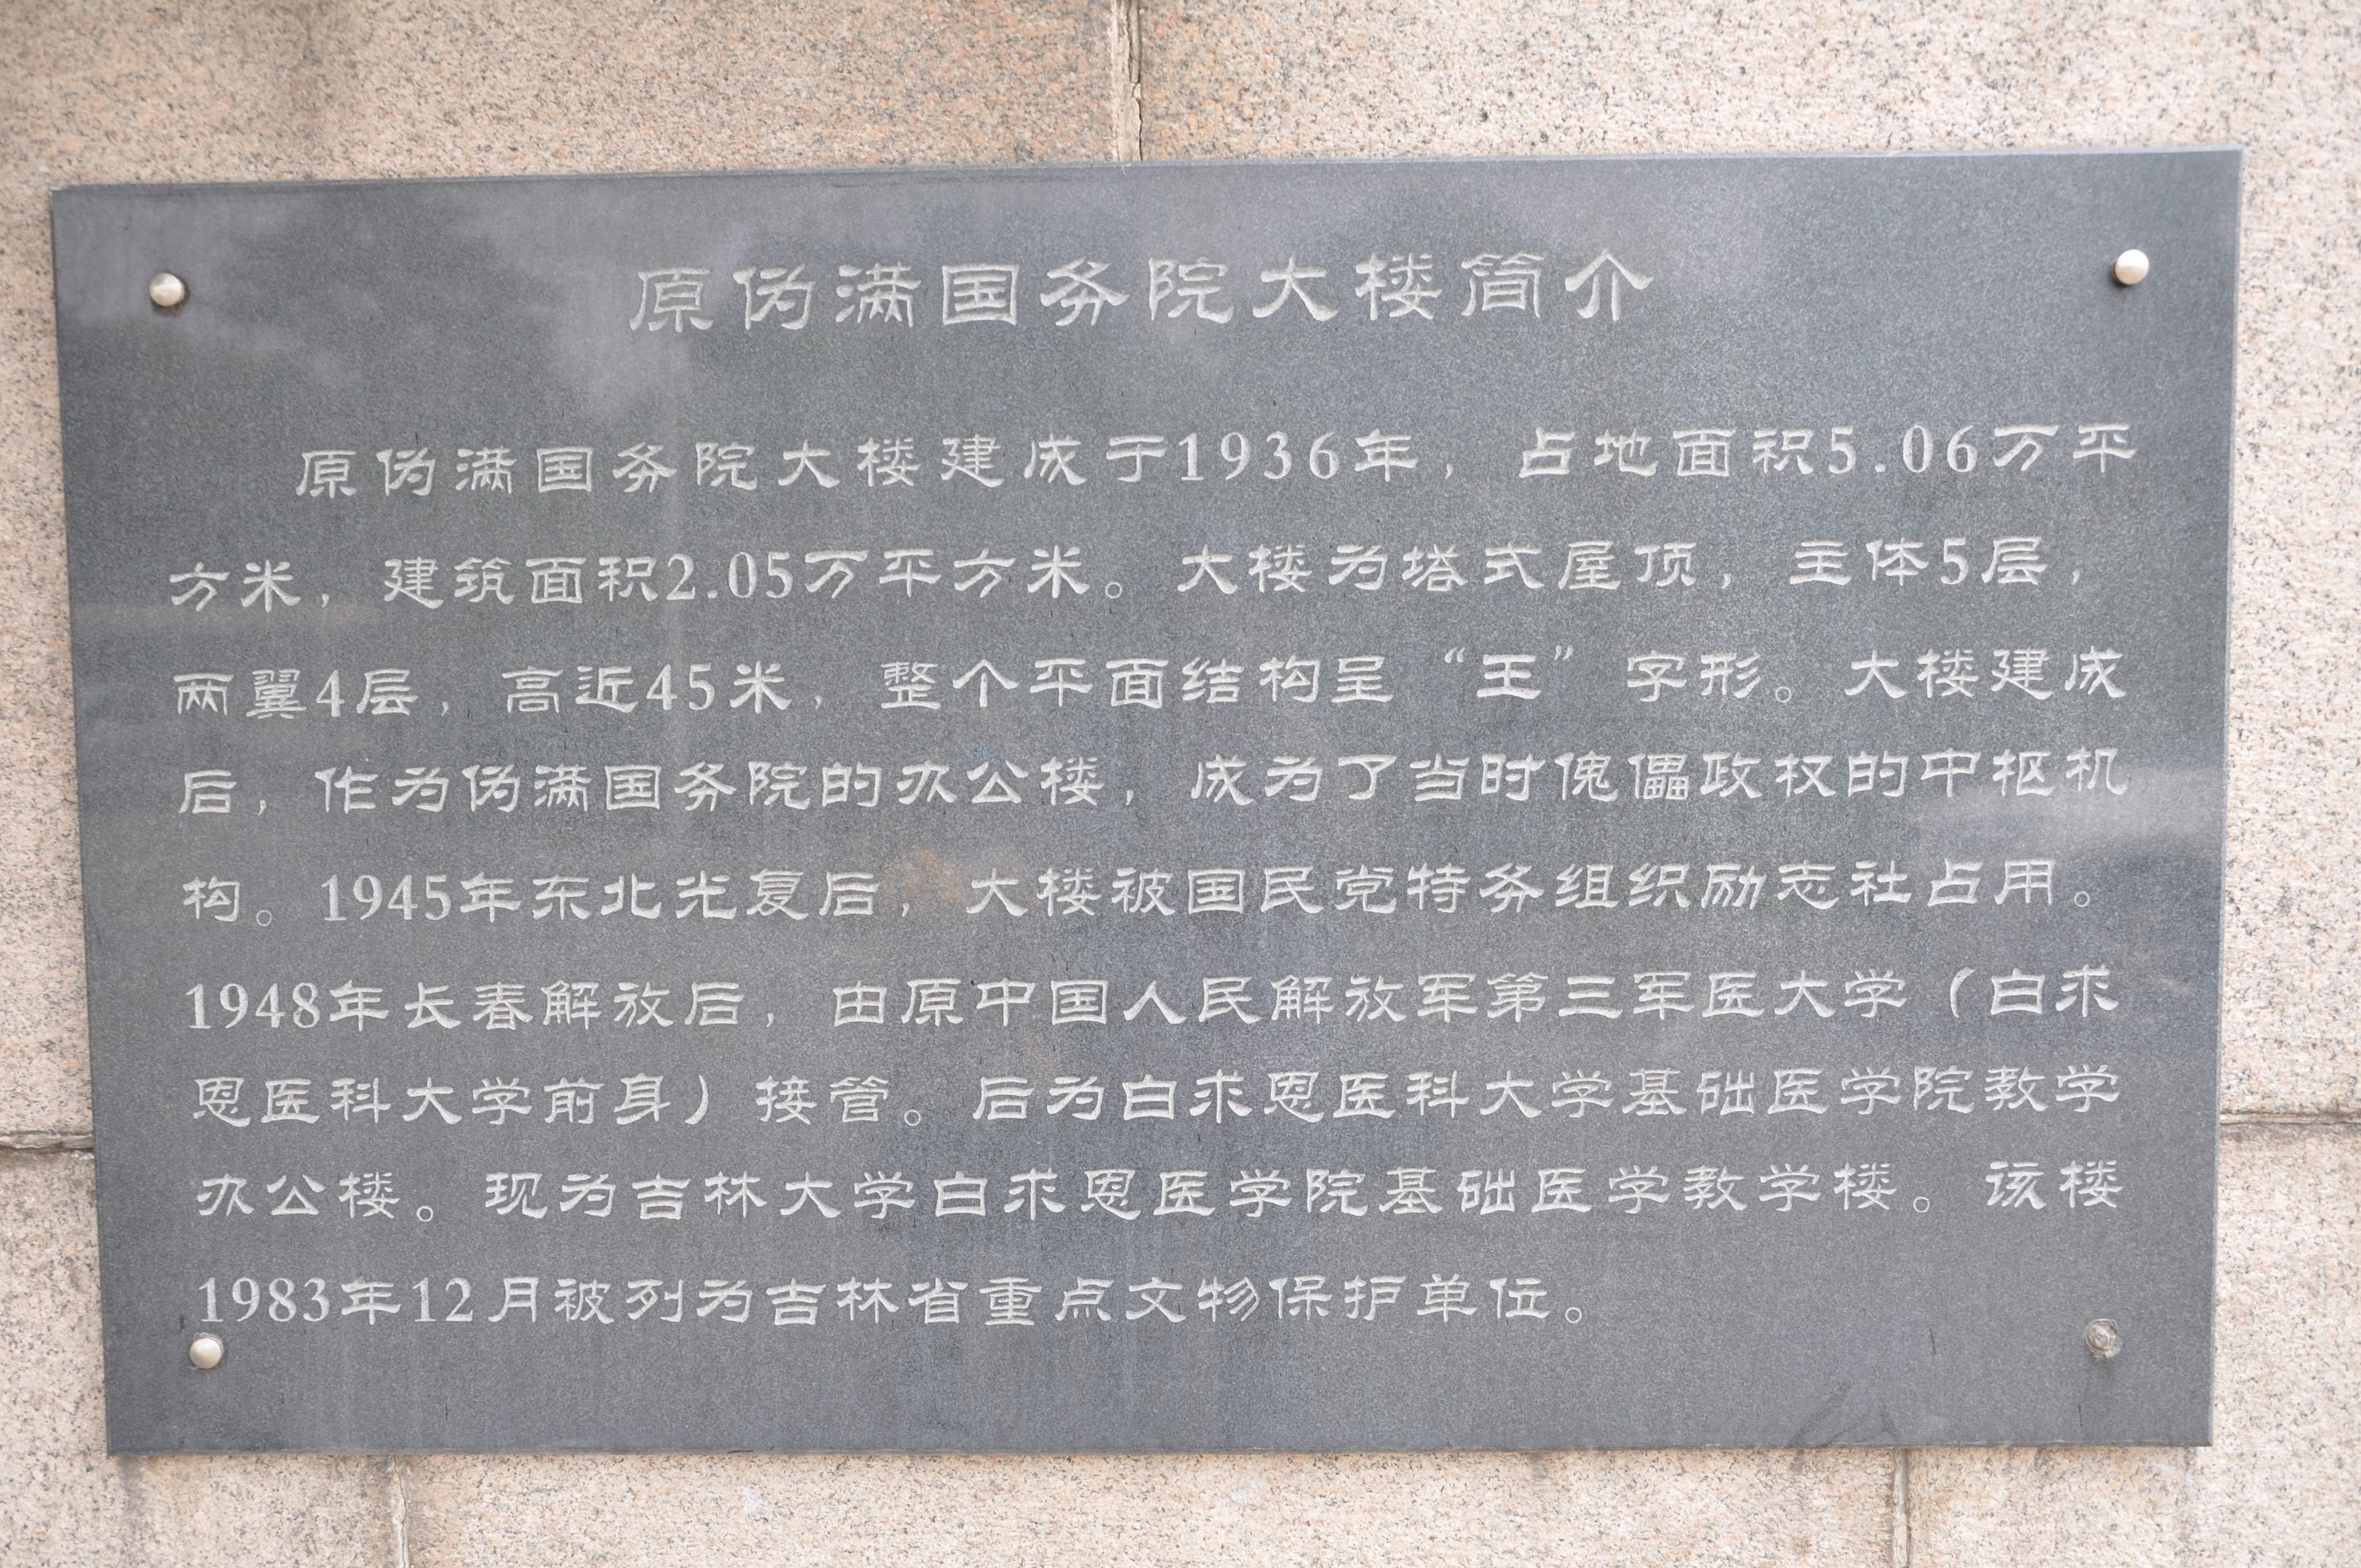 原伪满国务院大楼简介
原伪满国务院大楼建成于1936年，占地面积5.06万平
方米，建筑面积2.05万平方米。大楼为塔式屋顶，主体5层，
两翼4层，高近45米，整个平面结构呈“王”字形。大楼建成
后，作为伪满国务院的办公楼，成为了当时傀儡政权的中枢机
构。1945年东北光复后，大楼被国民党特务组织励志社占用。
1948年长春解放后，由原中国人民解放军第三军医大学（白求
恩医科大学前身）接管。后为白求恩医科大学基础医学院教学
办公楼。现为吉林大学白求恩医学院基础医学教学楼。该楼
1983年12月被列为吉林省重点文物保护单位。